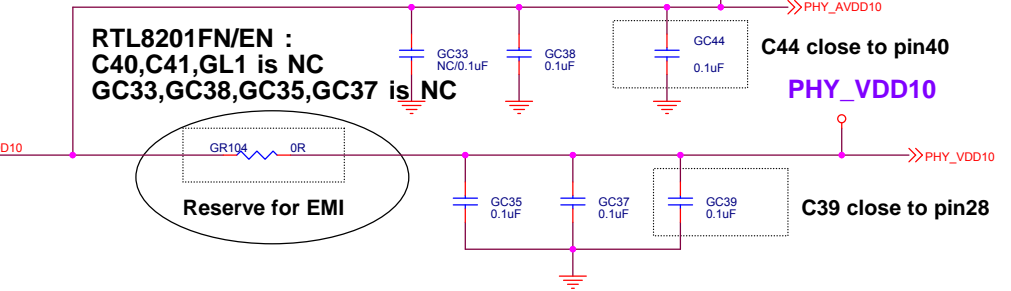 PHY_AVDD10
RTL8201FN/EN :
C40,C41,GL1 is NC
GC33,GC38,GC35,GC37 is NC
GC33
NC/0.1uF
GC38
0.1uF
GC44
0.1uF
C44 close to pin40
PHY_VDD10
D10
GR104 0R
PHY_VDD10
Reserve for EMI
GC35
0.1uF
GC37
0.1uF
GC39
0.1uF
C39 close to pin28